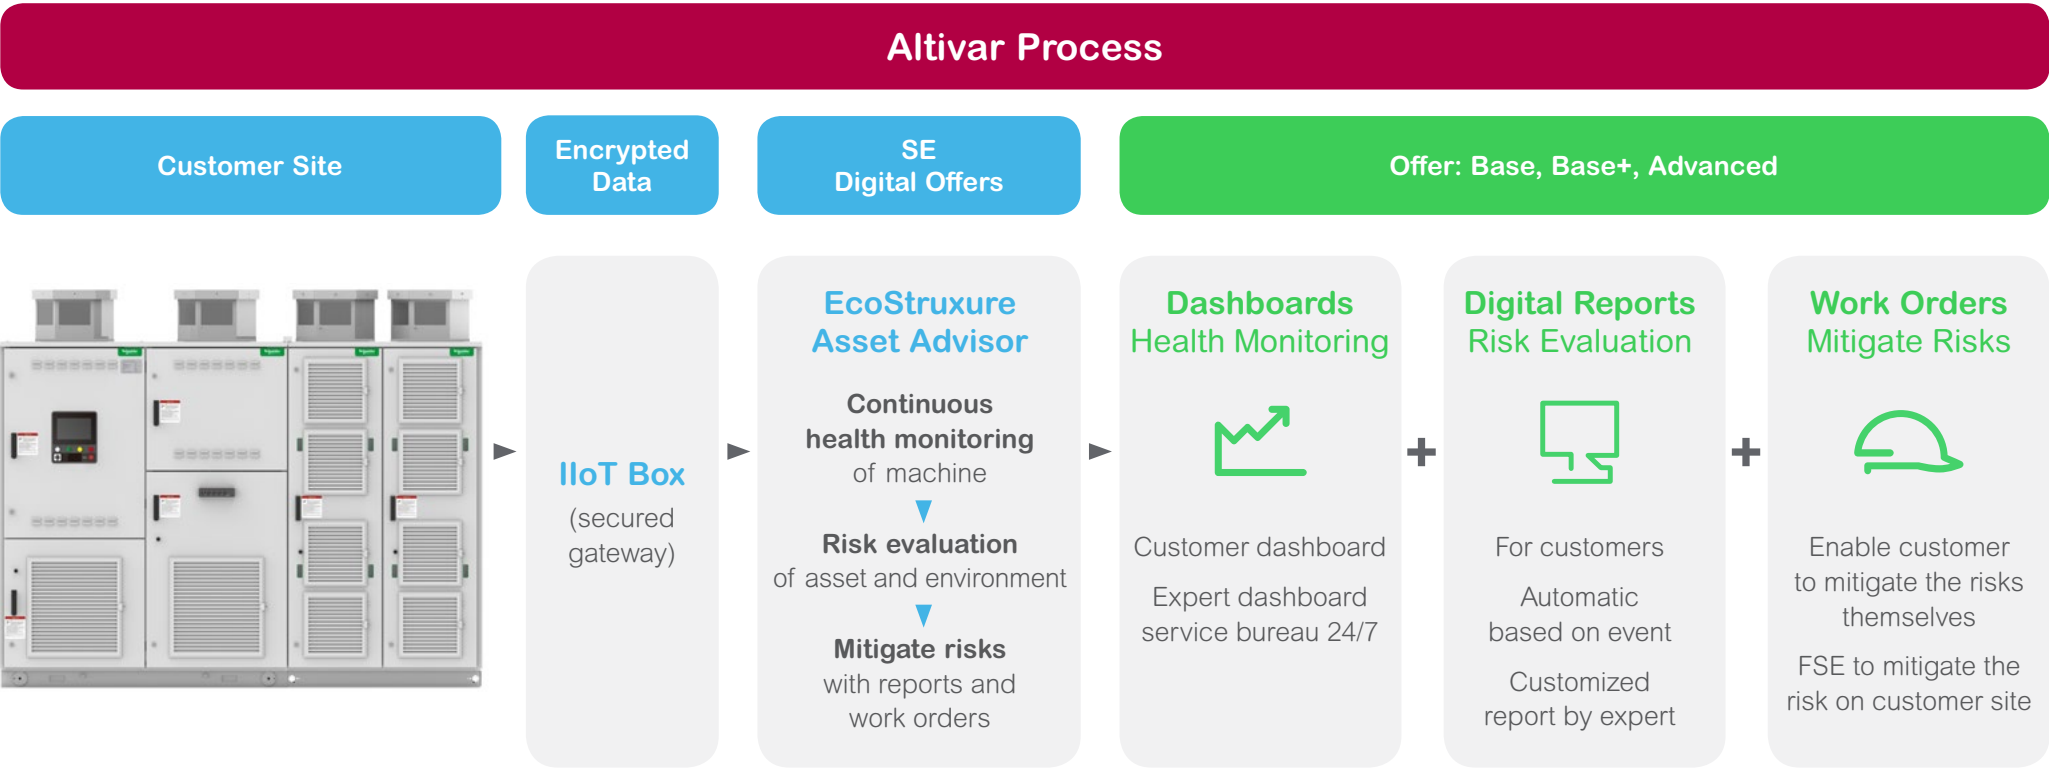 Altivar Process
Customer Site
Encrypted
Data
SE
Digital Offers
Offer: Base, Base+, Advanced
IIoT Box
(secured
gateway)
EcoStruxure
Asset Advisor
Continuous
health monitoring
of machine
Risk evaluation
of asset and environment
Mitigate risks
with reports and
work orders
Dashboards
Health Monitoring
Customer dashboard
Expert dashboard
service bureau 24/7
+
Digital Reports
Risk Evaluation
For customers
Automatic
based on event
Customized
report by expert
+
Work Orders
Mitigate Risks
Enable customer
to mitigate the risks
themselves
FSE to mitigate the
risk on customer site